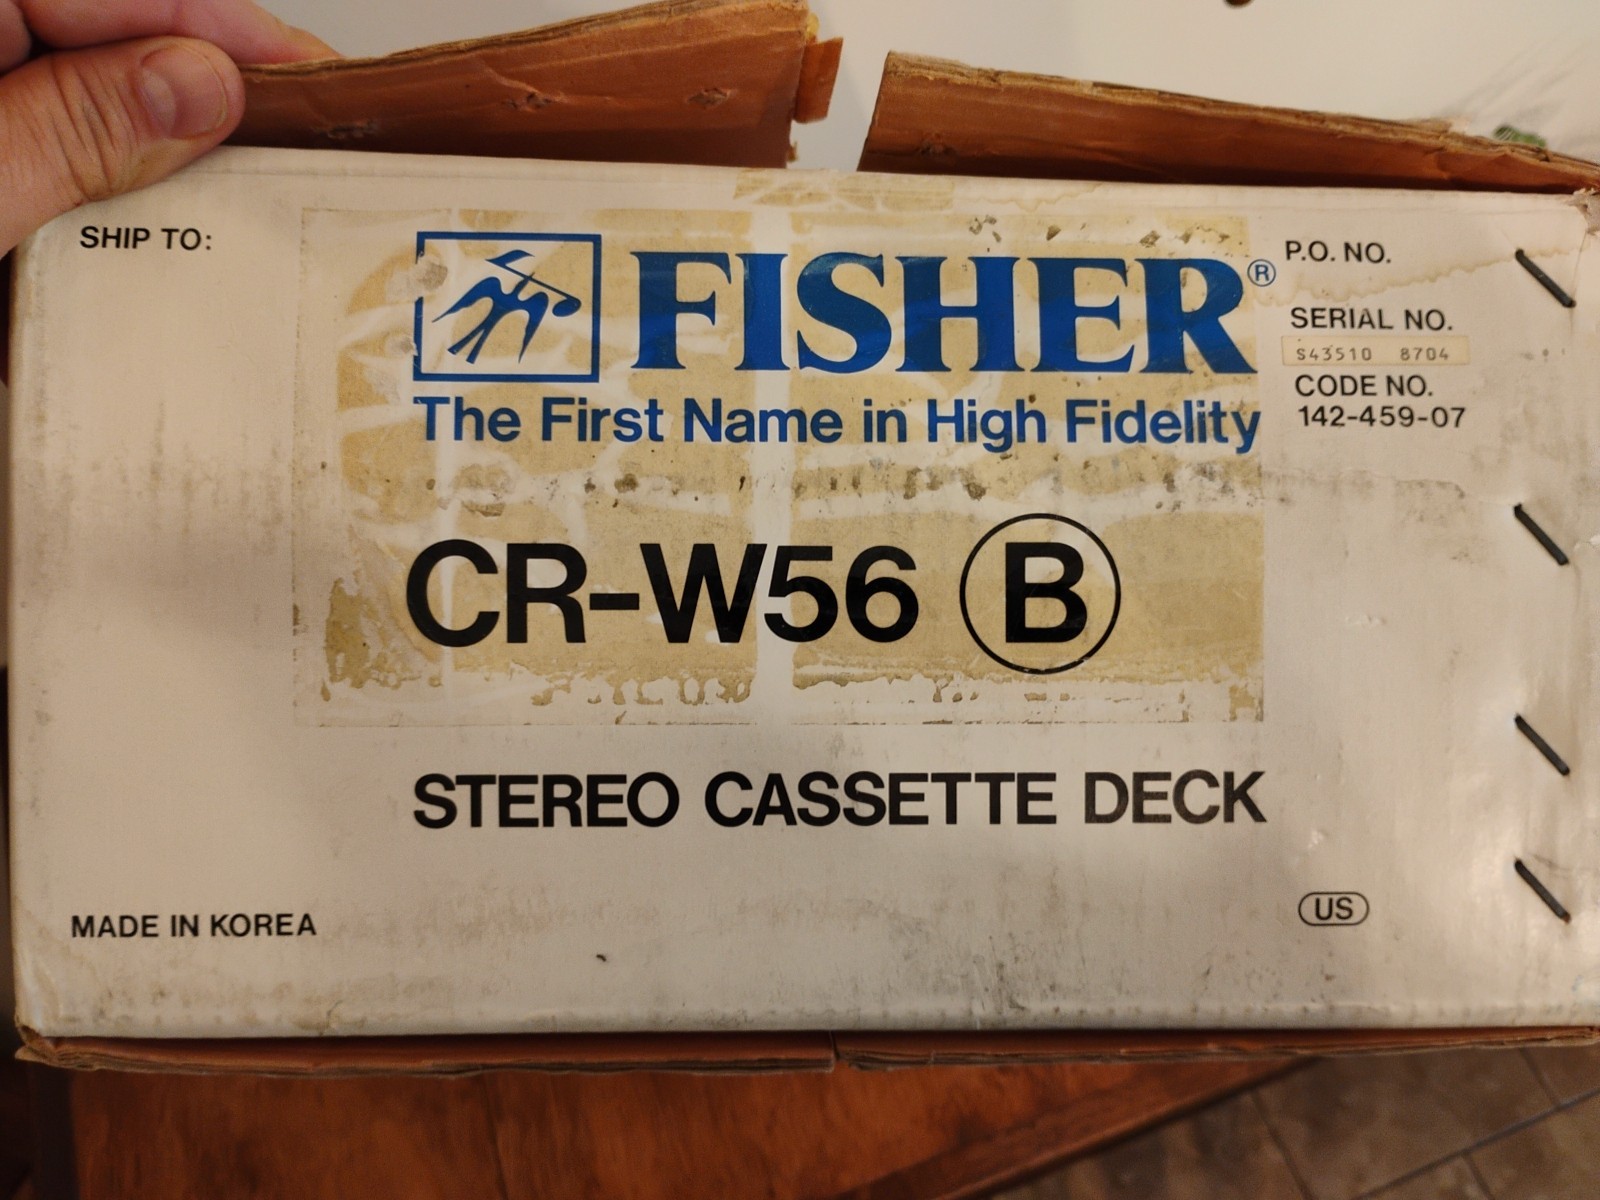 SHIP TO:
FISHER®
The First Name in High Fidelity
P.O. NO.
SERIAL NO.
S43510 8704
CODE NO.
142-459-07
CR-W56 B
STEREO CASSETTE DECK
MADE IN KOREA
US